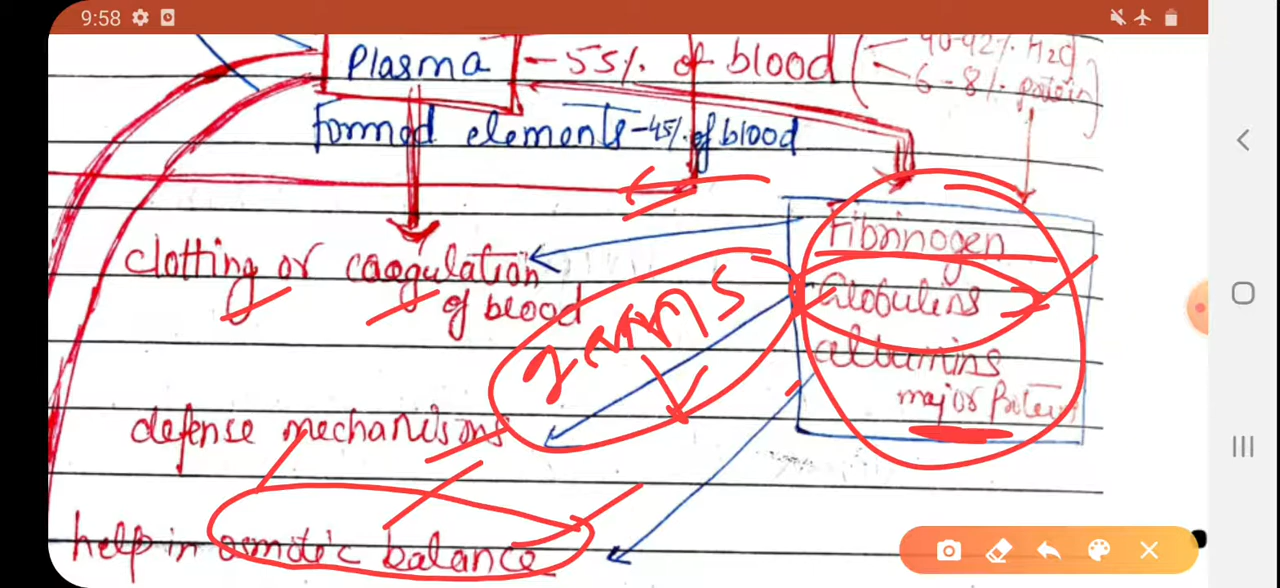 9:58
Plasma - 55% of blood
90-92% H2O
6-8% protein
Formed elements - 45% of blood
Fibrinogen
Globulins
albumins
major Protein
clotting or coagulation
of blood
defense mechanisons
help in osmotic balance